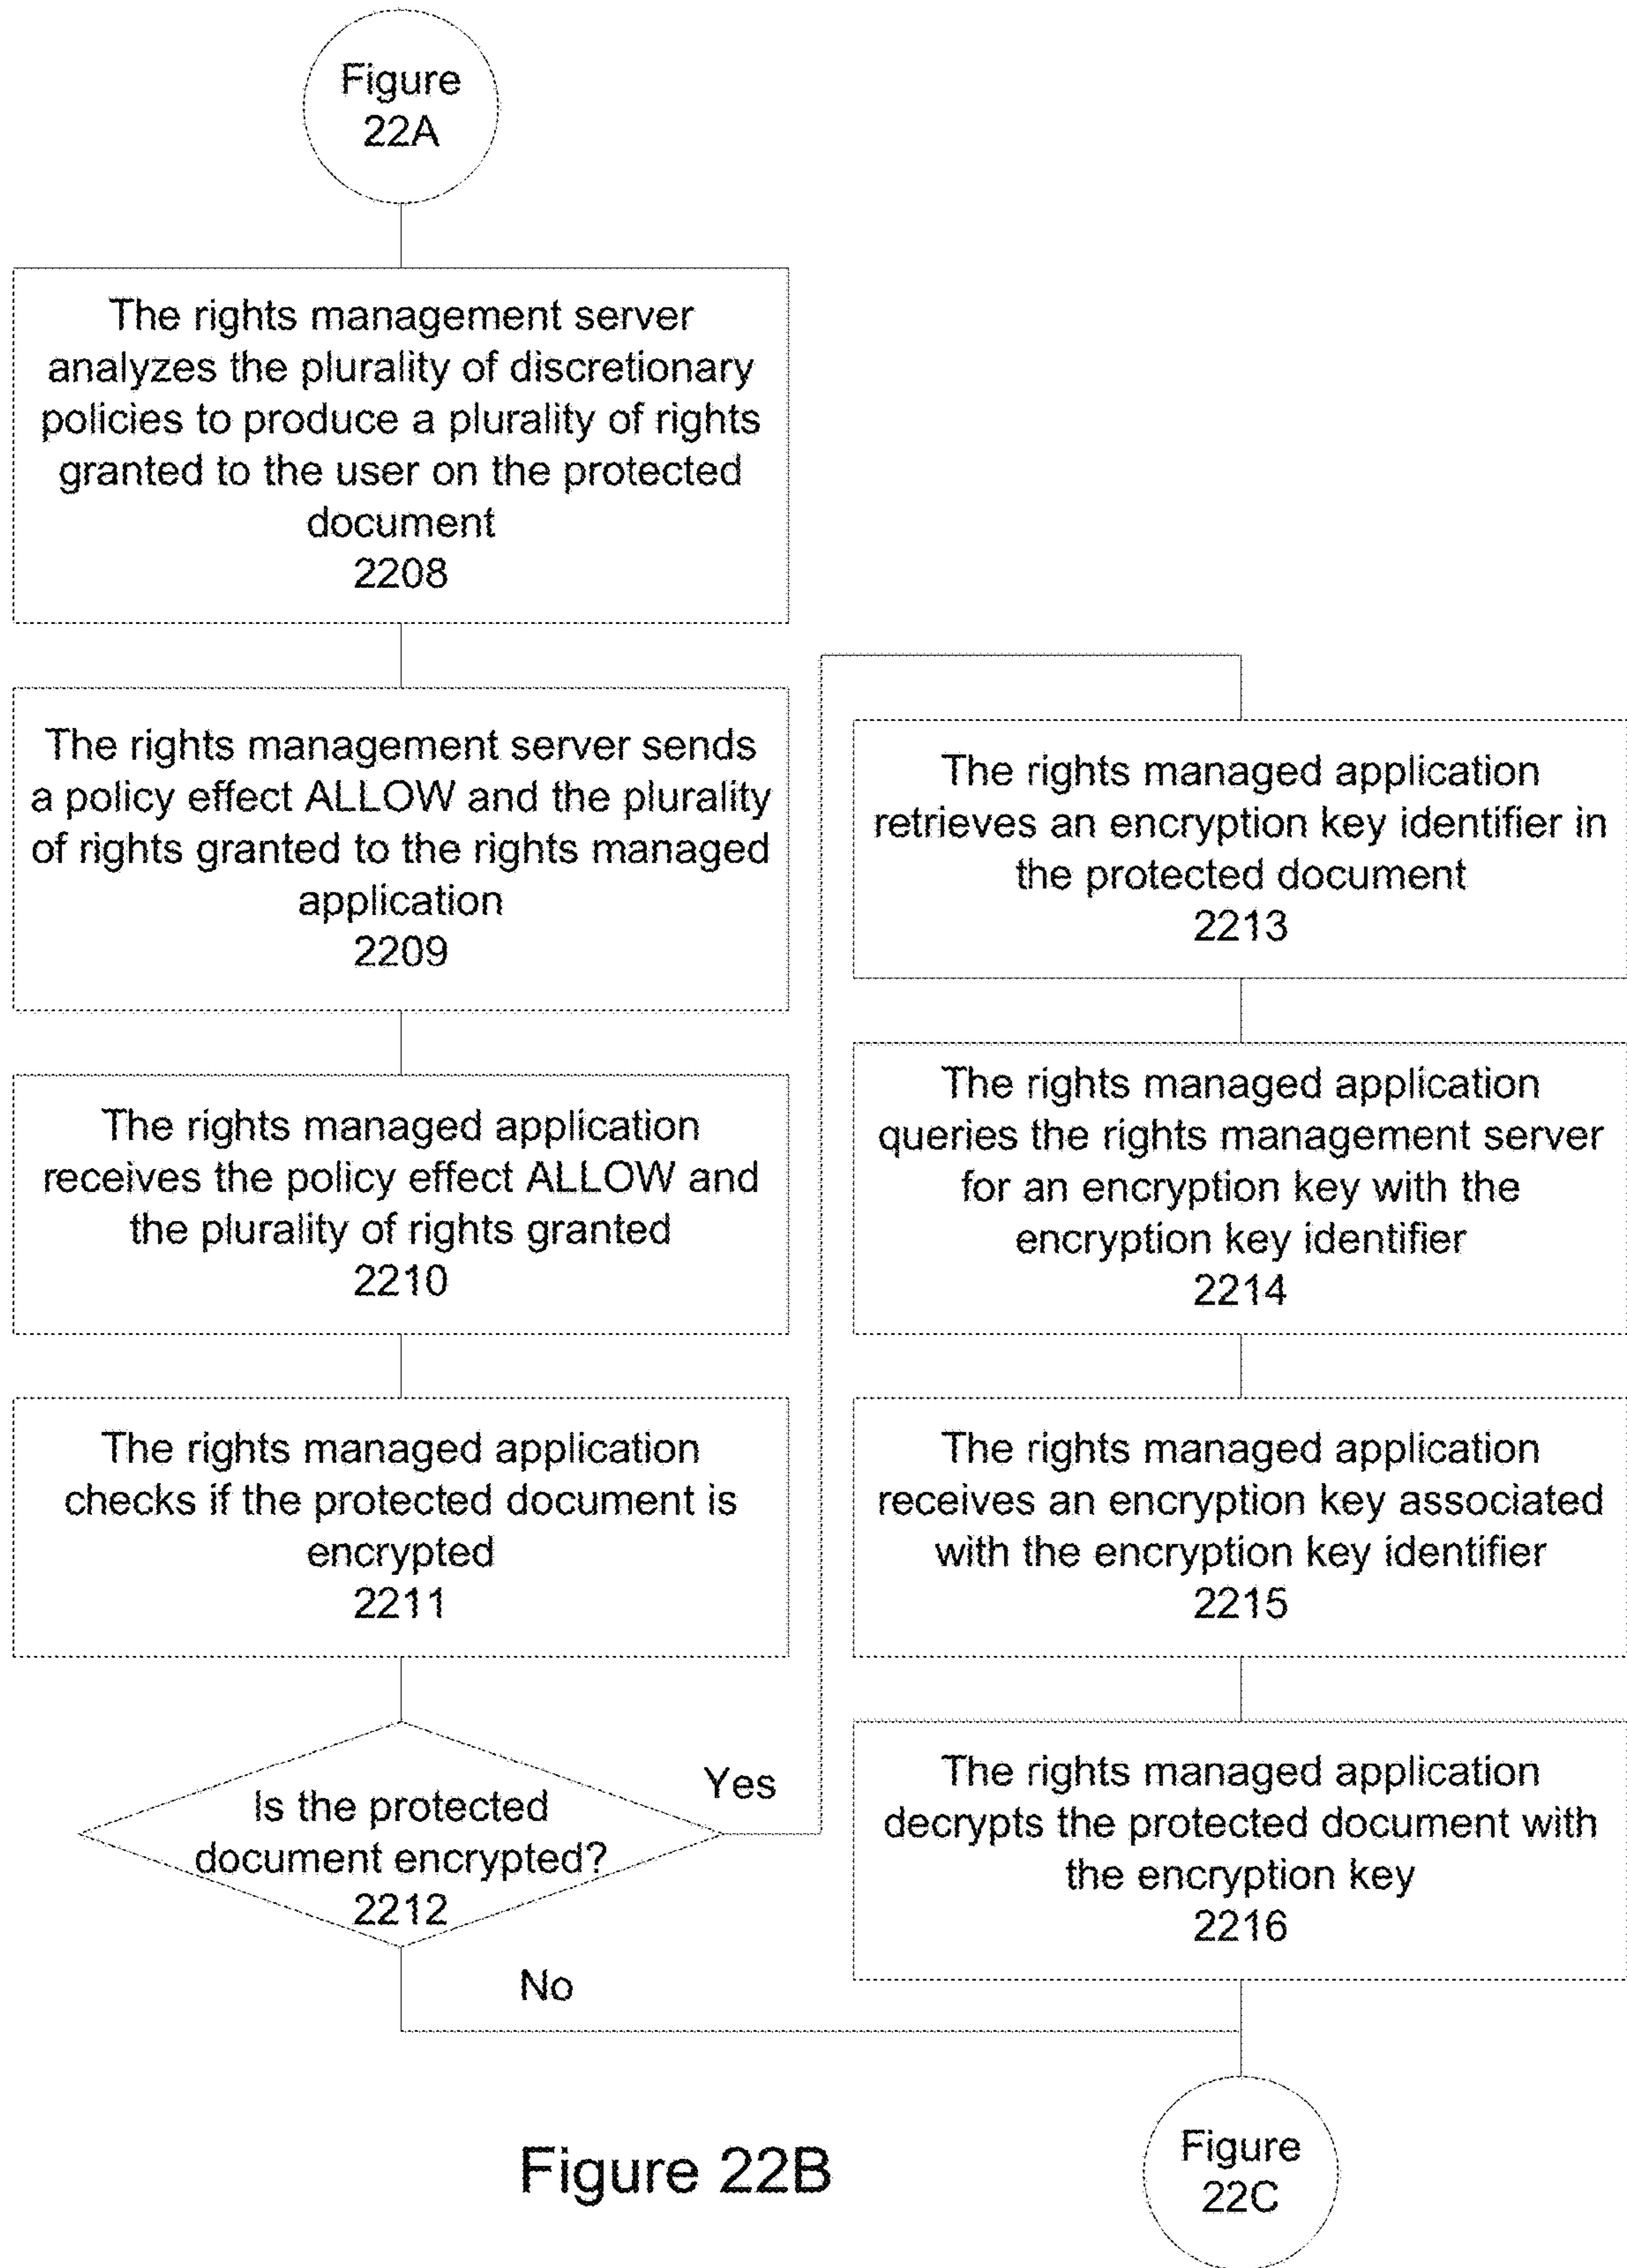 Figure
22A
The rights management server
analyzes the plurality of discretionary
policies to produce a plurality of rights
granted to the user on the protected
document
2208
The rights management server sends
a policy effect ALLOW and the plurality
of rights granted to the rights managed
application
2209
The rights managed application
receives the policy effect ALLOW and
the plurality of rights granted
2210
The rights managed application
checks if the protected document is
encrypted
2211
Is the protected
document encrypted?
2212
Yes
No
The rights managed application
retrieves an encryption key identifier in
the protected document
2213
The rights managed application
queries the rights management server
for an encryption key with the
encryption key identifier
2214
The rights managed application
receives an encryption key associated
with the encryption key identifier
2215
The rights managed application
decrypts the protected document with
the encryption key
2216
Figure
22C
Figure 22B